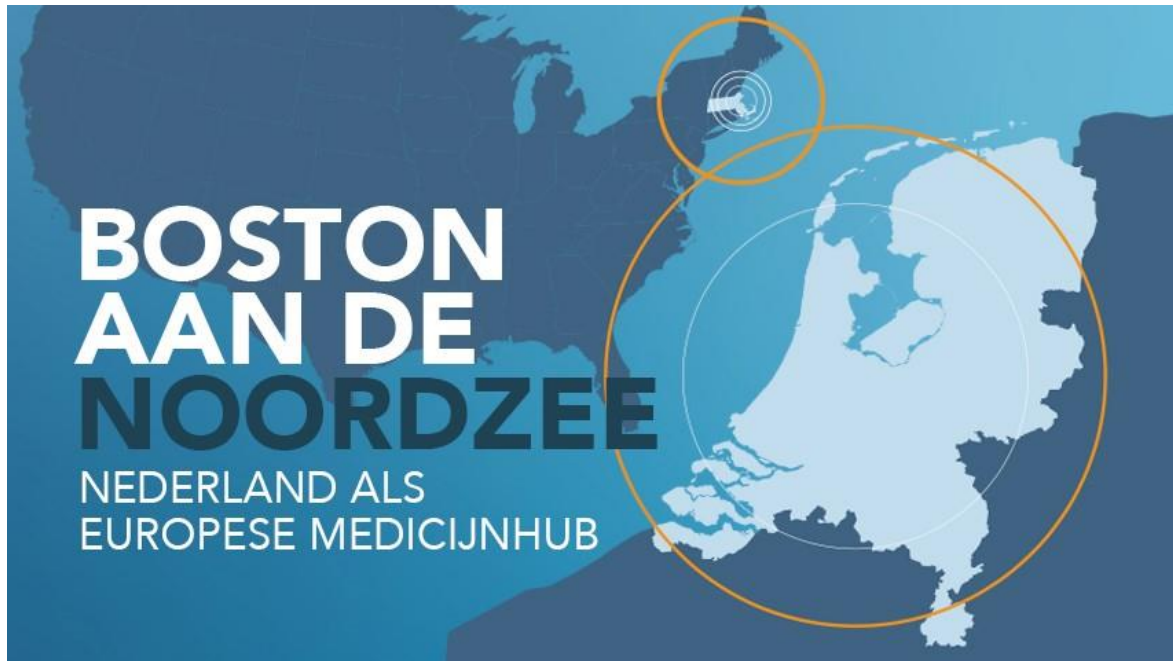 BOSTON
AAN DE
NOORDZEE
NEDERLAND ALS
EUROPESE MEDICIJNHUB